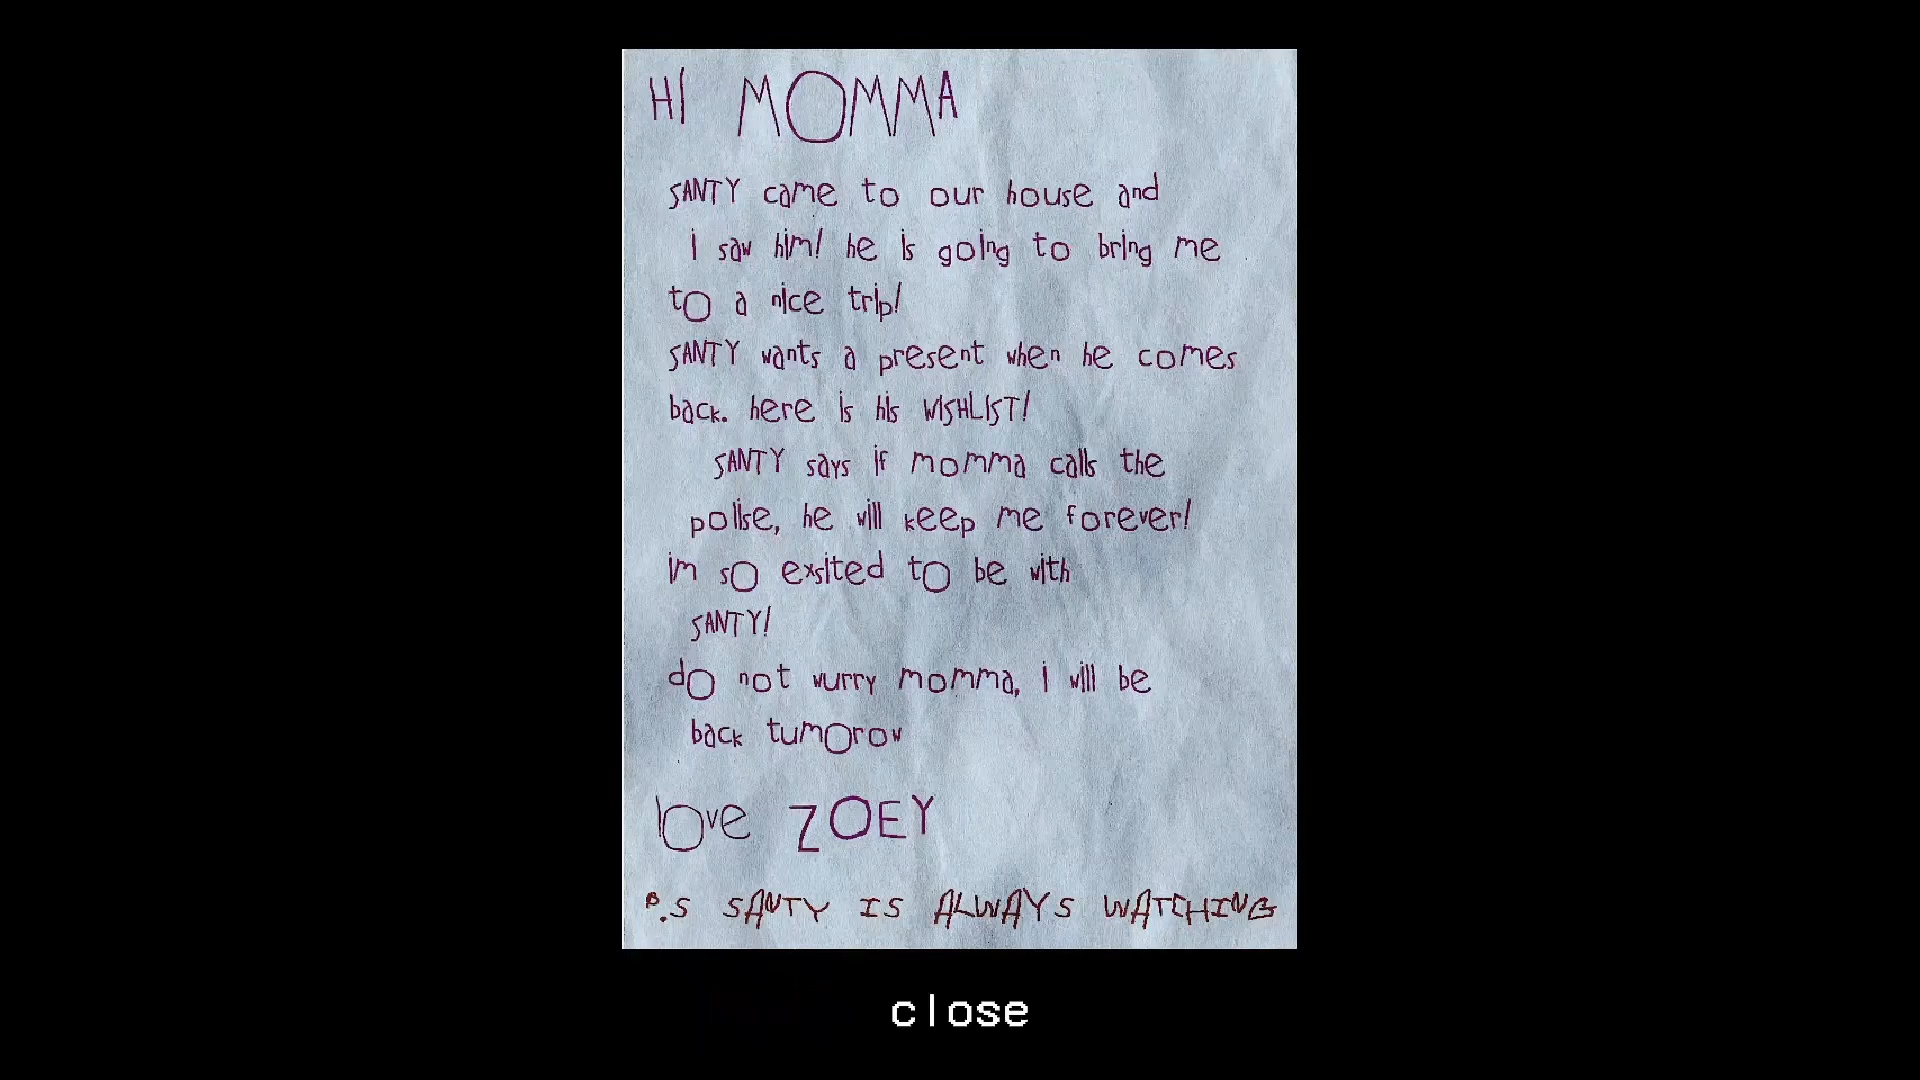 HI MOMMA
SANTY came to our house and
i saw him! he is going to bring me
to a nice trip!
SANTY wants a present when he comes
back. here is his WISHLIST!
SANTY says if momma calls the
polise, he will keep me forever!
im so exsited to be with
SANTY!
do not wurry momma, i will be
back tumorow
love ZOEY
P.S SANTY IS ALWAYS WATCHING
close